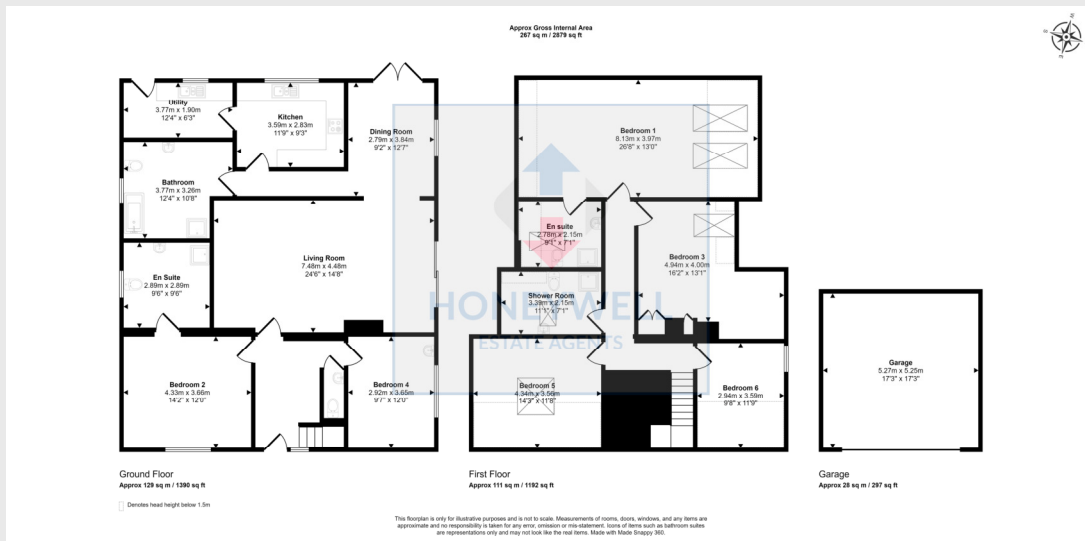 Approx Gross Internal Area
267 sq m / 2879 sq ft
Utility
3.77m x 1.90m
12'4" x 6'3"
Kitchen
3.59m x 2.83m
11'9" x 9'3"
Dining Room
2.79m x 3.84m
9'2" x 12'7"
Bathroom
3.77m x 3.26m
12'4" x 10'8"
Living Room
7.48m x 4.48m
24'6" x 14'8"
En Suite
2.89m x 2.89m
9'6" x 9'6"
Bedroom 2
4.33m x 3.66m
14'2" x 12'0"
Bedroom 4
2.92m x 3.65m
9'7" x 12'0"
Ground Floor
Approx 129 sq m / 1390 sq ft
Denotes head height below 1.5m
Bedroom 1
8.13m x 3.97m
26'8" x 13'0"
En suite
2.78m x 2.15m
9'1" x 7'1"
Bedroom 3
4.94m x 4.00m
16'2" x 13'1"
Shower Room
3.39m x 2.15m
11'1" x 7'1"
HONEYWELL
ESTATE AGENTS
Bedroom 5
4.34m x 3.56m
14'3" x 11'8"
Bedroom 6
2.94m x 3.59m
9'8" x 11'9"
First Floor
Approx 111 sq m / 1192 sq ft
Garage
5.27m x 5.25m
17'3" x 17'3"
Garage
Approx 28 sq m / 297 sq ft
This floorplan is only for illustrative purposes and is not to scale. Measurements of rooms, doors, windows, and any items are
approximate and no responsibility is taken for any error, omission or mis-statement. Icons of items such as bathroom suites
are representations only and may not look like the real items. Made with Made Snappy 360.